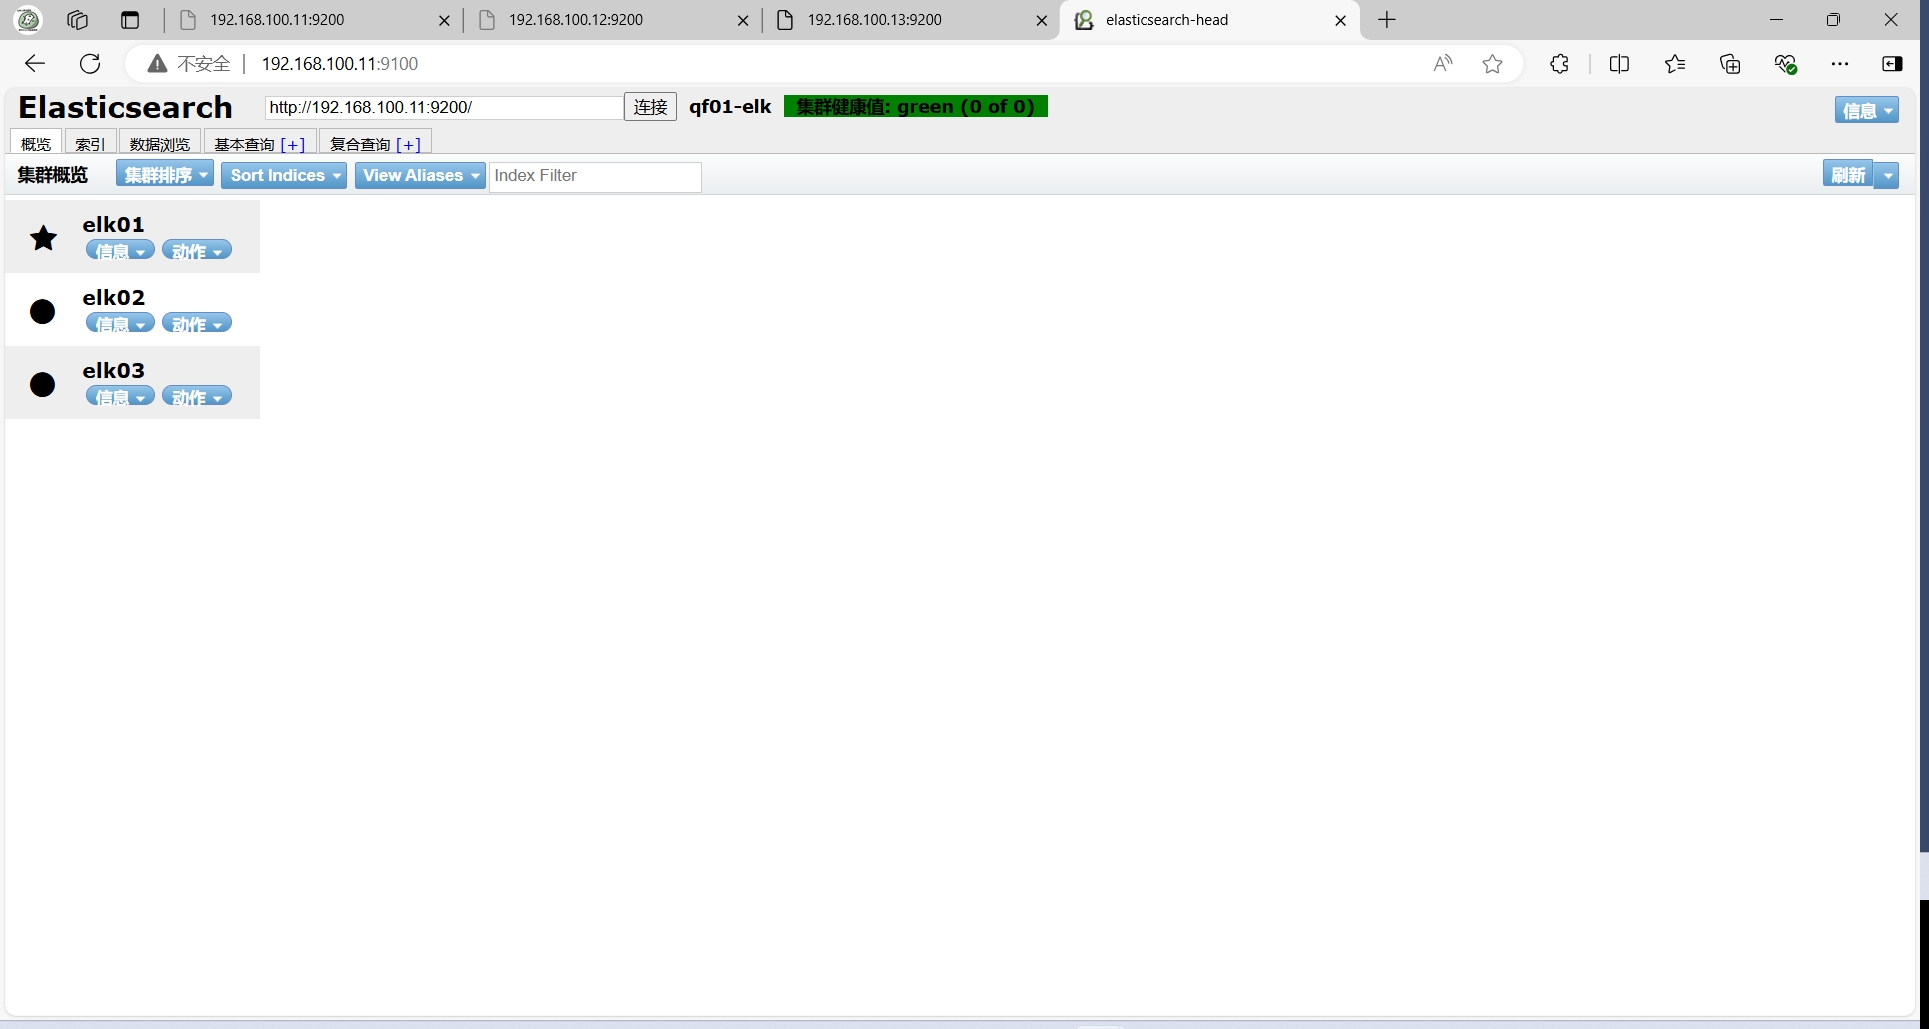 192.168.100.11:9200 192.168.100.12:9200 192.168.100.13:9200 elasticsearch-head
不安全 192.168.100.11:9100
Elasticsearch http://192.168.100.11:9200/ 连接 qf01-elk 集群健康值: green (0 of 0) 信息
概览 索引 数据浏览 基本查询 [+] 复合查询 [+]
集群概览 集群排序 Sort Indices View Aliases Index Filter 刷新
elk01
信息 动作
elk02
信息 动作
elk03
信息 动作